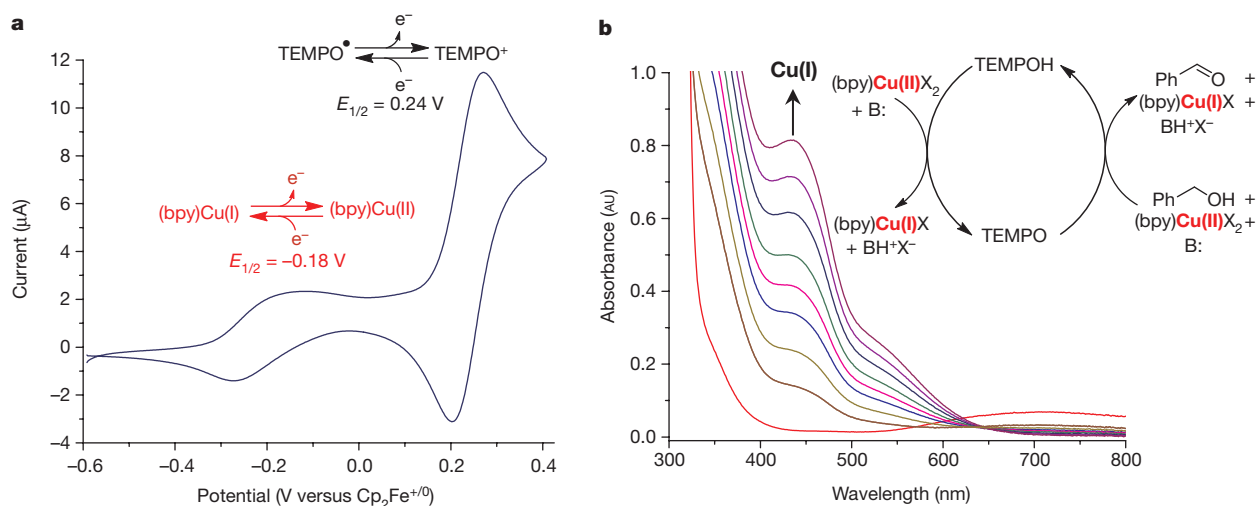 a
e⁻
TEMPO• TEMPO⁺
e⁻
E1/2 = 0.24 V
e⁻
(bpy)Cu(I) (bpy)Cu(II)
e⁻
E1/2 = −0.18 V
12
10
8
6
4
2
0
−2
−4
Current (μA)
−0.6 −0.4 −0.2 0.0 0.2 0.4
Potential (V versus Cp₂Fe⁺/⁰)
b
1.0
0.8
0.6
0.4
0.2
0.0
Absorbance (AU)
300 400 500 600 700 800
Wavelength (nm)
Cu(I)
(bpy)Cu(II)X₂
+ B:
TEMPOH
Ph O +
(bpy)Cu(I)X +
BH⁺X⁻
(bpy)Cu(I)X
+ BH⁺X⁻
TEMPO
Ph OH +
(bpy)Cu(II)X₂ +
B: